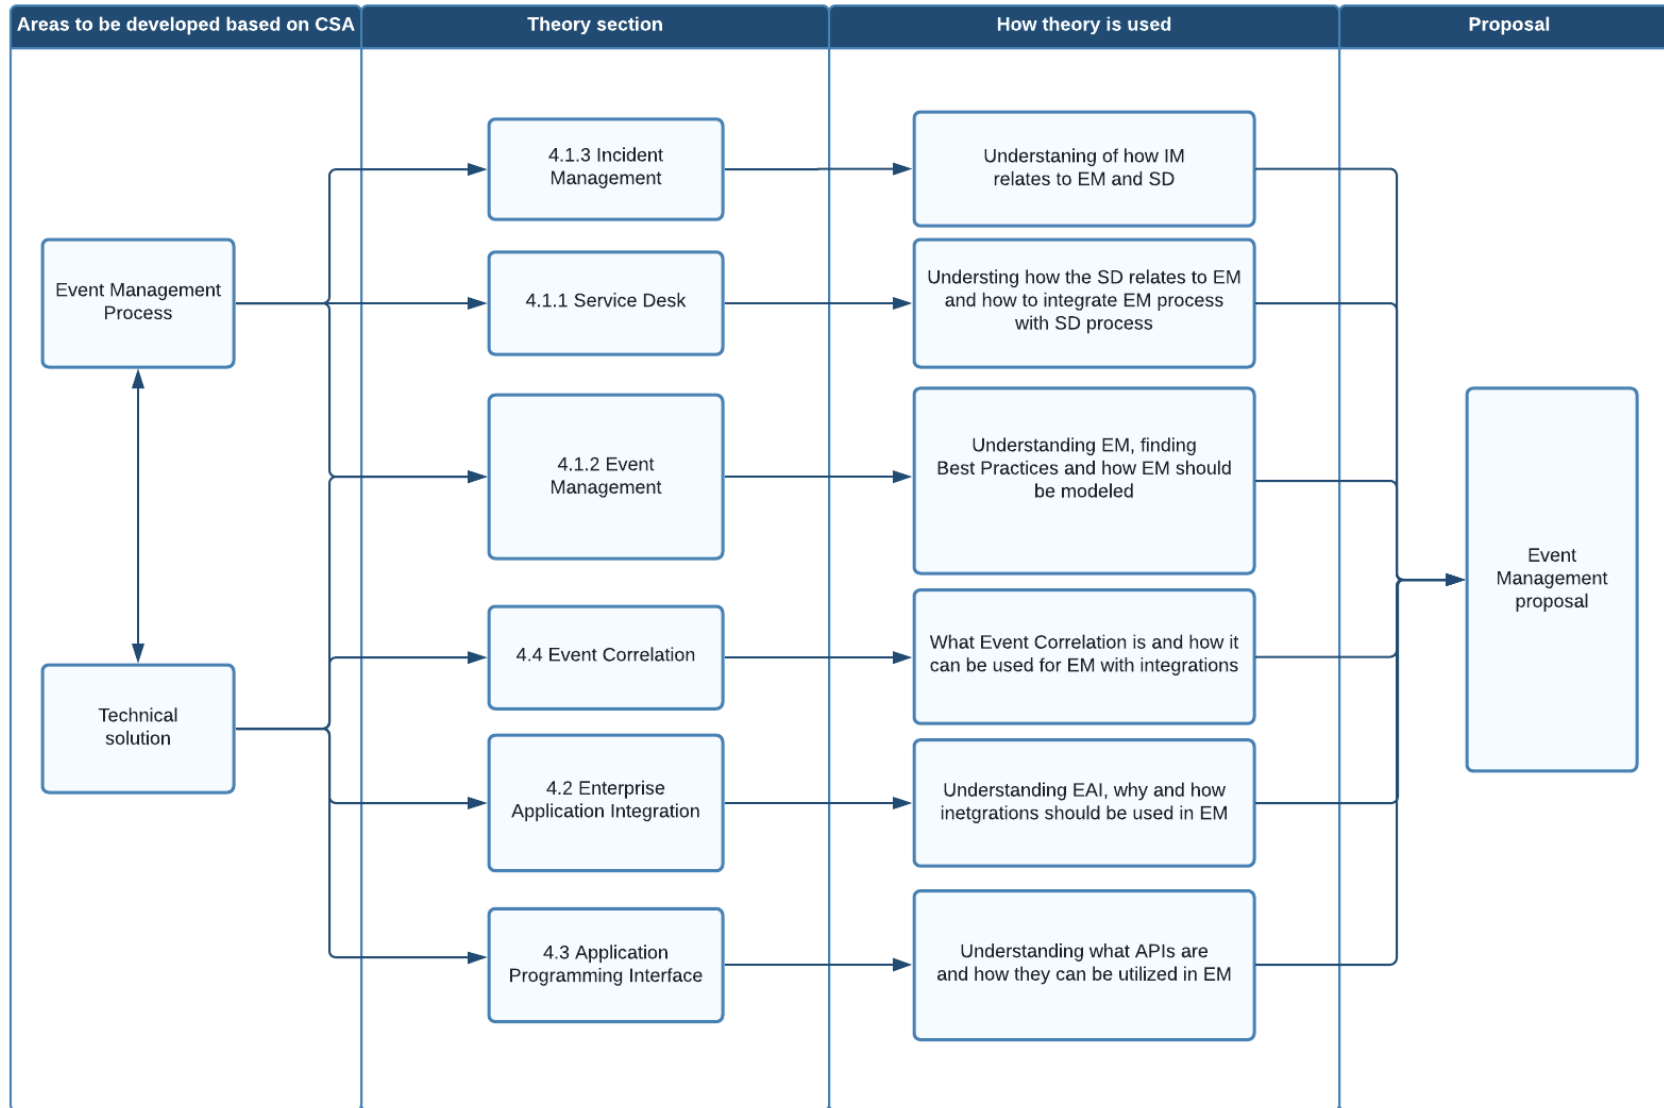 Areas to be developed based on CSA
Theory section
How theory is used
Proposal
Event Management
Process
Technical
solution
4.1.3 Incident
Management
4.1.1 Service Desk
4.1.2 Event
Management
4.4 Event Correlation
4.2 Enterprise
Application Integration
4.3 Application
Programming Interface
Understaning of how IM
relates to EM and SD
Understing how the SD relates to EM
and how to integrate EM process
with SD process
Understanding EM, finding
Best Practices and how EM should
be modeled
What Event Correlation is and how it
can be used for EM with integrations
Understanding EAI, why and how
inetgrations should be used in EM
Understanding what APIs are
and how they can be utilized in EM
Event
Management
proposal